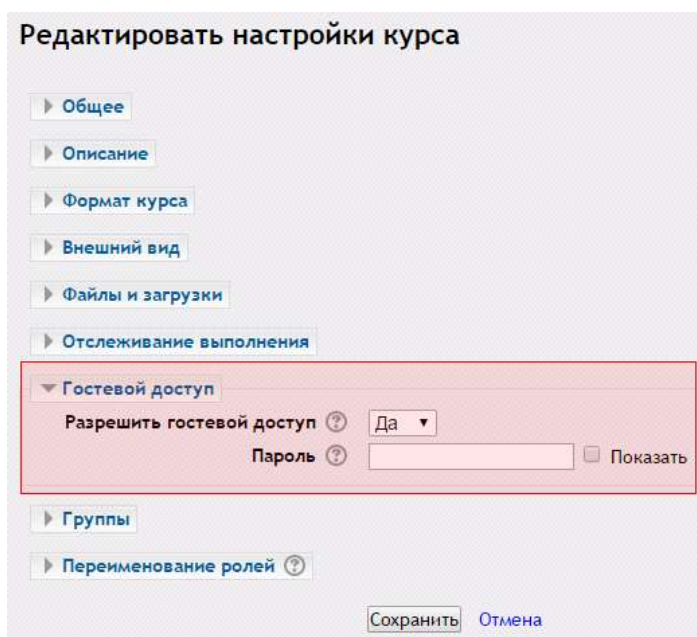 Редактировать настройки курса
Общее
Описание
Формат курса
Внешний вид
Файлы и загрузки
Отслеживание выполнения
Гостевой доступ
Разрешить гостевой доступ ? Да
Пароль ? Показать
Группы
Переименование ролей ?
Сохранить Отмена